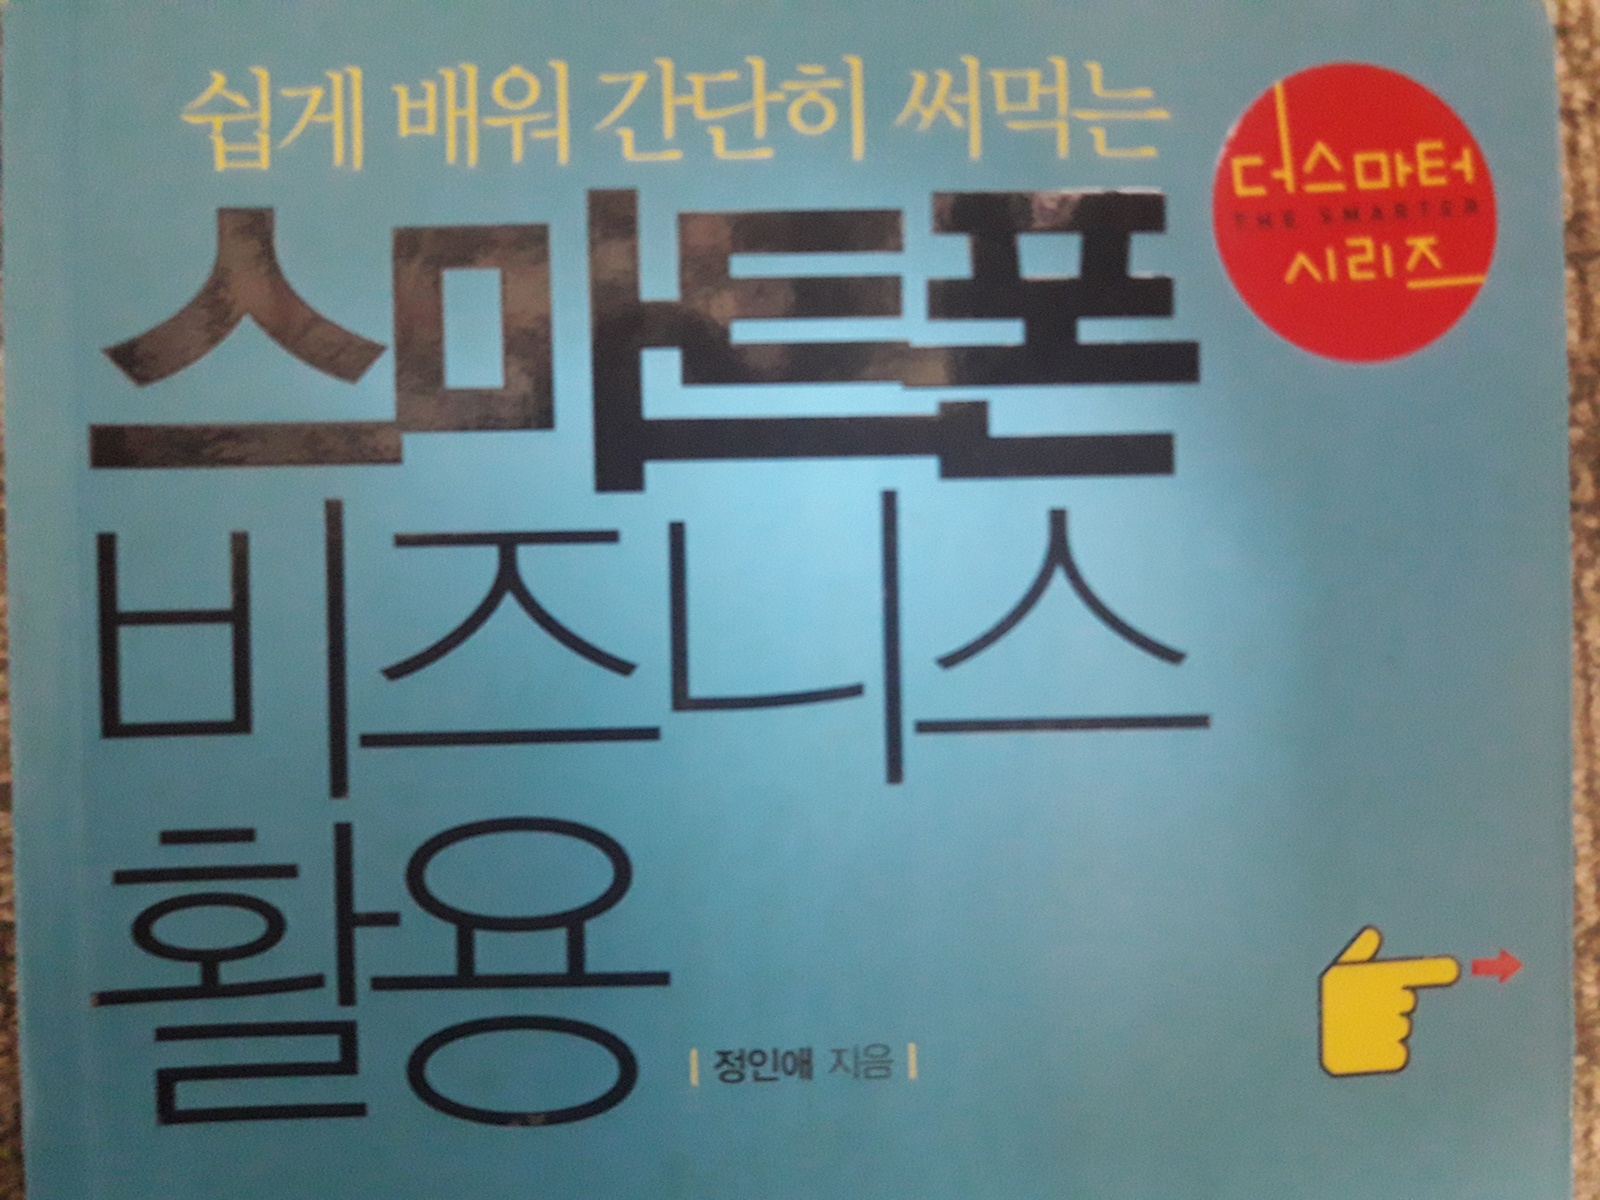 쉽게 배워 간단히 써먹는
더스마터
THE SMARTER
시리즈
스마트폰
비즈니스
활용
정인애 지음